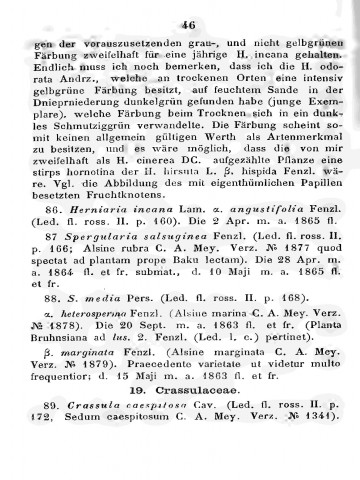 46
gen der vorauszusetzenden grau-, und nicht gelbgrünen
Färbung zweifelhaft für eine jährige H. incana gehalten.
Endlich muss ich noch bemerken, dass ich die H. odo-
rata Andrz., welche an trockenen Orten eine intensiv
gelbgrüne Färbung besitzt, auf feuchtem Sande in der
Dniepriederung dunkelgrün gefunden habe (junge Exem-
plare). welche Färbung beim Trocknen sich in ein dunk-
les Schmutziggrün verwandelte. Die Färbung scheint so-
mit keinen allgemein gültigen Werth als Artenmerkmal
zu besitzen, und es wäre möglich, dass die von mir
zweifelhaft als H. cinerea DC. aufgezählte Pflanze eine
stirps hornotina der H. hirsuta L. β. hispida Fenzl. wä-
re. Vgl. die Abbildung des mit eigenthümlichen Papillen
besetzten Fruchtknotens.
86. Herniaria incana Lam. α. angustifolia Fenzl.
(Led. fl. ross. II. p. 160). Die 2 Apr. m. a. 1865 fl.
87 Spergularia salsuginea Fenzl. (Led. fl. ross. II.
p. 166; Alsine rubra C. A. Mey. Verz. № 1877 quod
spectat ad plantam prope Baku lectam). Die 28 Apr. m.
a. 1864 fl. et fr. submat., d. 10 Maji m. a. 1865 fl.
et fr.
88. S. media Pers. (Led. fl. ross. II. p. 168).
α. heterosperma Fenzl. (Alsine marina C. A. Mey. Verz.
№ 1878). Die 20 Sept. m. a. 1863 fl. et fr. (Planta
Bruhnsiana ad lus. 2. Fenzl. (Led. l. c.) pertinet).
β. marginata Fenzl. (Alsine marginata C. A. Mey.
Verz. № 1879). Praecedente varietate ut videtur multo
frequentior; d. 15 Maji m. a. 1863 fl. et fr.
19. Crassulaceae.
89. Crassula caespitosa Cav. (Led. fl. ross. II. p.
172, Sedum caespitosum C. A. Mey. Verz. № 1341).